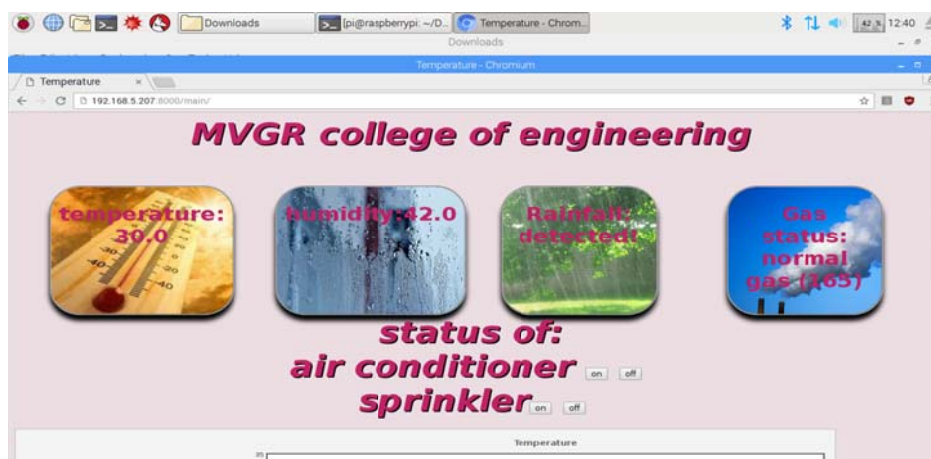 Downloads
[pi@raspberrypi: ~/D...
Temperature - Chrom...
42 %
12:40
Downloads
Temperature - Chromium
Temperature
192.168.5.207:8000/main/
MVGR college of engineering
temperature:
30.0
humidity:42.0
Rainfall:
detected!
Gas
status:
normal
gas (165)
status of:
air conditioner on off
sprinkler on off
Temperature
35